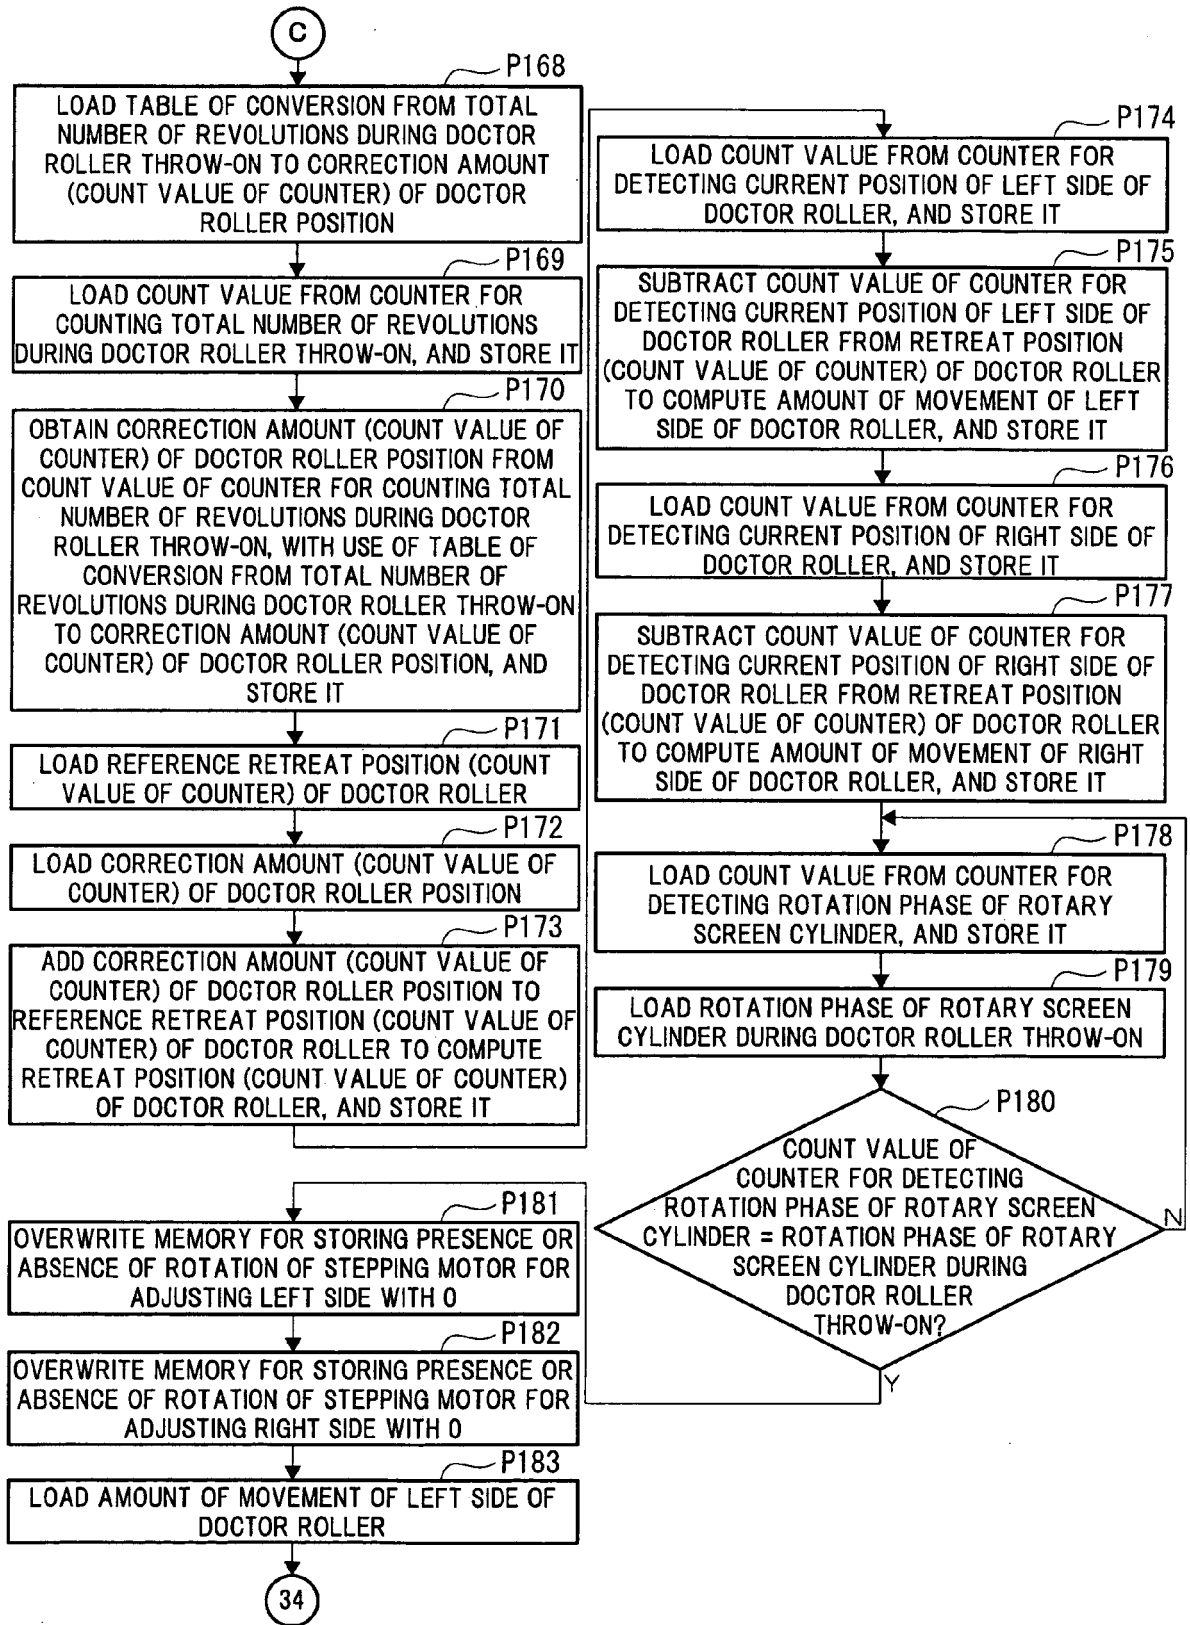 C
P168
LOAD TABLE OF CONVERSION FROM TOTAL
NUMBER OF REVOLUTIONS DURING DOCTOR
ROLLER THROW-ON TO CORRECTION AMOUNT
(COUNT VALUE OF COUNTER) OF DOCTOR
ROLLER POSITION
P169
LOAD COUNT VALUE FROM COUNTER FOR
COUNTING TOTAL NUMBER OF REVOLUTIONS
DURING DOCTOR ROLLER THROW-ON, AND STORE IT
P170
OBTAIN CORRECTION AMOUNT (COUNT VALUE OF
COUNTER) OF DOCTOR ROLLER POSITION FROM
COUNT VALUE OF COUNTER FOR COUNTING TOTAL
NUMBER OF REVOLUTIONS DURING DOCTOR
ROLLER THROW-ON, WITH USE OF TABLE OF
CONVERSION FROM TOTAL NUMBER OF
REVOLUTIONS DURING DOCTOR ROLLER THROW-ON
TO CORRECTION AMOUNT (COUNT VALUE OF
COUNTER) OF DOCTOR ROLLER POSITION, AND
STORE IT
P171
LOAD REFERENCE RETREAT POSITION (COUNT
VALUE OF COUNTER) OF DOCTOR ROLLER
P172
LOAD CORRECTION AMOUNT (COUNT VALUE OF
COUNTER) OF DOCTOR ROLLER POSITION
P173
ADD CORRECTION AMOUNT (COUNT VALUE OF
COUNTER) OF DOCTOR ROLLER POSITION TO
REFERENCE RETREAT POSITION (COUNT VALUE OF
COUNTER) OF DOCTOR ROLLER TO COMPUTE
RETREAT POSITION (COUNT VALUE OF COUNTER)
OF DOCTOR ROLLER, AND STORE IT
P174
LOAD COUNT VALUE FROM COUNTER FOR
DETECTING CURRENT POSITION OF LEFT SIDE OF
DOCTOR ROLLER, AND STORE IT
P175
SUBTRACT COUNT VALUE OF COUNTER FOR
DETECTING CURRENT POSITION OF LEFT SIDE OF
DOCTOR ROLLER FROM RETREAT POSITION
(COUNT VALUE OF COUNTER) OF DOCTOR ROLLER
TO COMPUTE AMOUNT OF MOVEMENT OF LEFT
SIDE OF DOCTOR ROLLER, AND STORE IT
P176
LOAD COUNT VALUE FROM COUNTER FOR
DETECTING CURRENT POSITION OF RIGHT SIDE OF
DOCTOR ROLLER, AND STORE IT
P177
SUBTRACT COUNT VALUE OF COUNTER FOR
DETECTING CURRENT POSITION OF RIGHT SIDE OF
DOCTOR ROLLER FROM RETREAT POSITION
(COUNT VALUE OF COUNTER) OF DOCTOR ROLLER
TO COMPUTE AMOUNT OF MOVEMENT OF RIGHT
SIDE OF DOCTOR ROLLER, AND STORE IT
P178
LOAD COUNT VALUE FROM COUNTER FOR
DETECTING ROTATION PHASE OF ROTARY
SCREEN CYLINDER, AND STORE IT
P179
LOAD ROTATION PHASE OF ROTARY SCREEN
CYLINDER DURING DOCTOR ROLLER THROW-ON
P180
COUNT VALUE OF
COUNTER FOR DETECTING
ROTATION PHASE OF ROTARY SCREEN
CYLINDER = ROTATION PHASE OF ROTARY
SCREEN CYLINDER DURING
DOCTOR ROLLER
THROW-ON?
N
Y
P181
OVERWRITE MEMORY FOR STORING PRESENCE OR
ABSENCE OF ROTATION OF STEPPING MOTOR FOR
ADJUSTING LEFT SIDE WITH 0
P182
OVERWRITE MEMORY FOR STORING PRESENCE OR
ABSENCE OF ROTATION OF STEPPING MOTOR FOR
ADJUSTING RIGHT SIDE WITH 0
P183
LOAD AMOUNT OF MOVEMENT OF LEFT SIDE OF
DOCTOR ROLLER
34